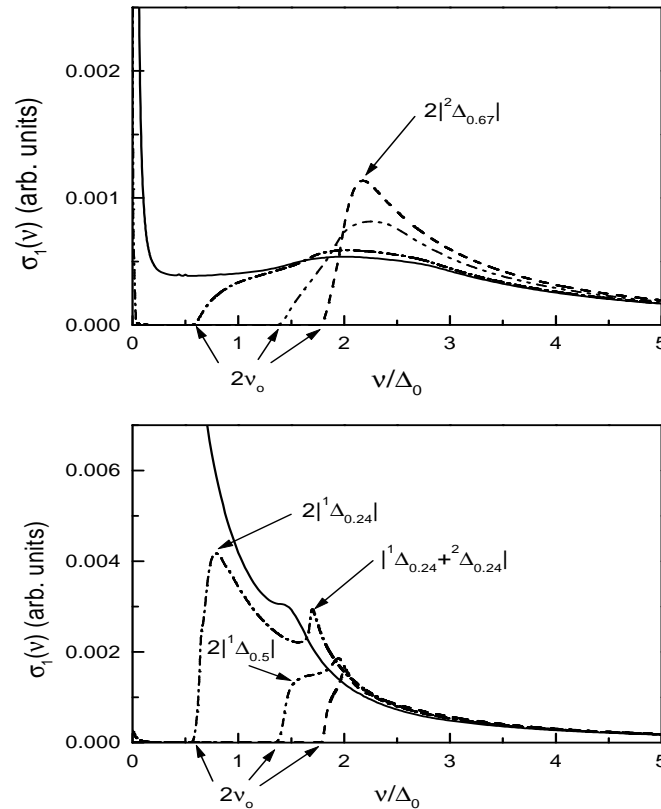 0.002
0.001
0.000
σ₁(ν) (arb. units)
2|²Δ₀.₆₇|
0 1 2 3 4 5
2νₒ
ν/Δ₀
0.006
0.004
0.002
0.000
σ₁(ν) (arb. units)
2|¹Δ₀.₂₄|
|¹Δ₀.₂₄+²Δ₀.₂₄|
2|¹Δ₀.₅|
0 1 2 3 4 5
2νₒ
ν/Δ₀